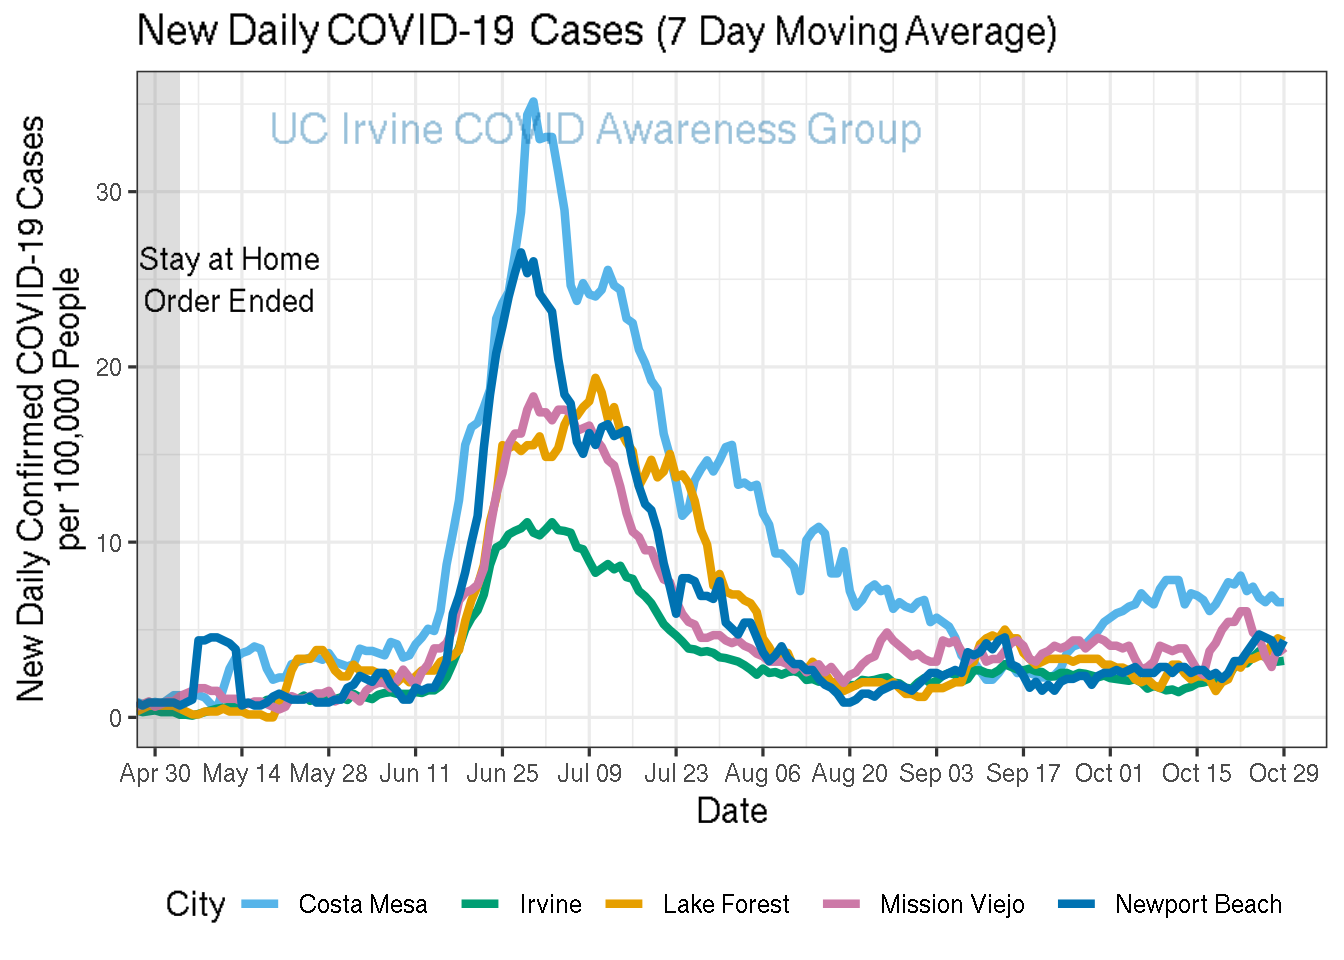 New Daily COVID-19 Cases (7 Day Moving Average)
UC Irvine COVID Awareness Group
Stay at Home
Order Ended
New Daily Confirmed COVID-19 Cases
per 100,000 People
30
20
10
0
Apr 30 May 14 May 28 Jun 11 Jun 25 Jul 09 Jul 23 Aug 06 Aug 20 Sep 03 Sep 17 Oct 01 Oct 15 Oct 29
Date
City Costa Mesa Irvine Lake Forest Mission Viejo Newport Beach